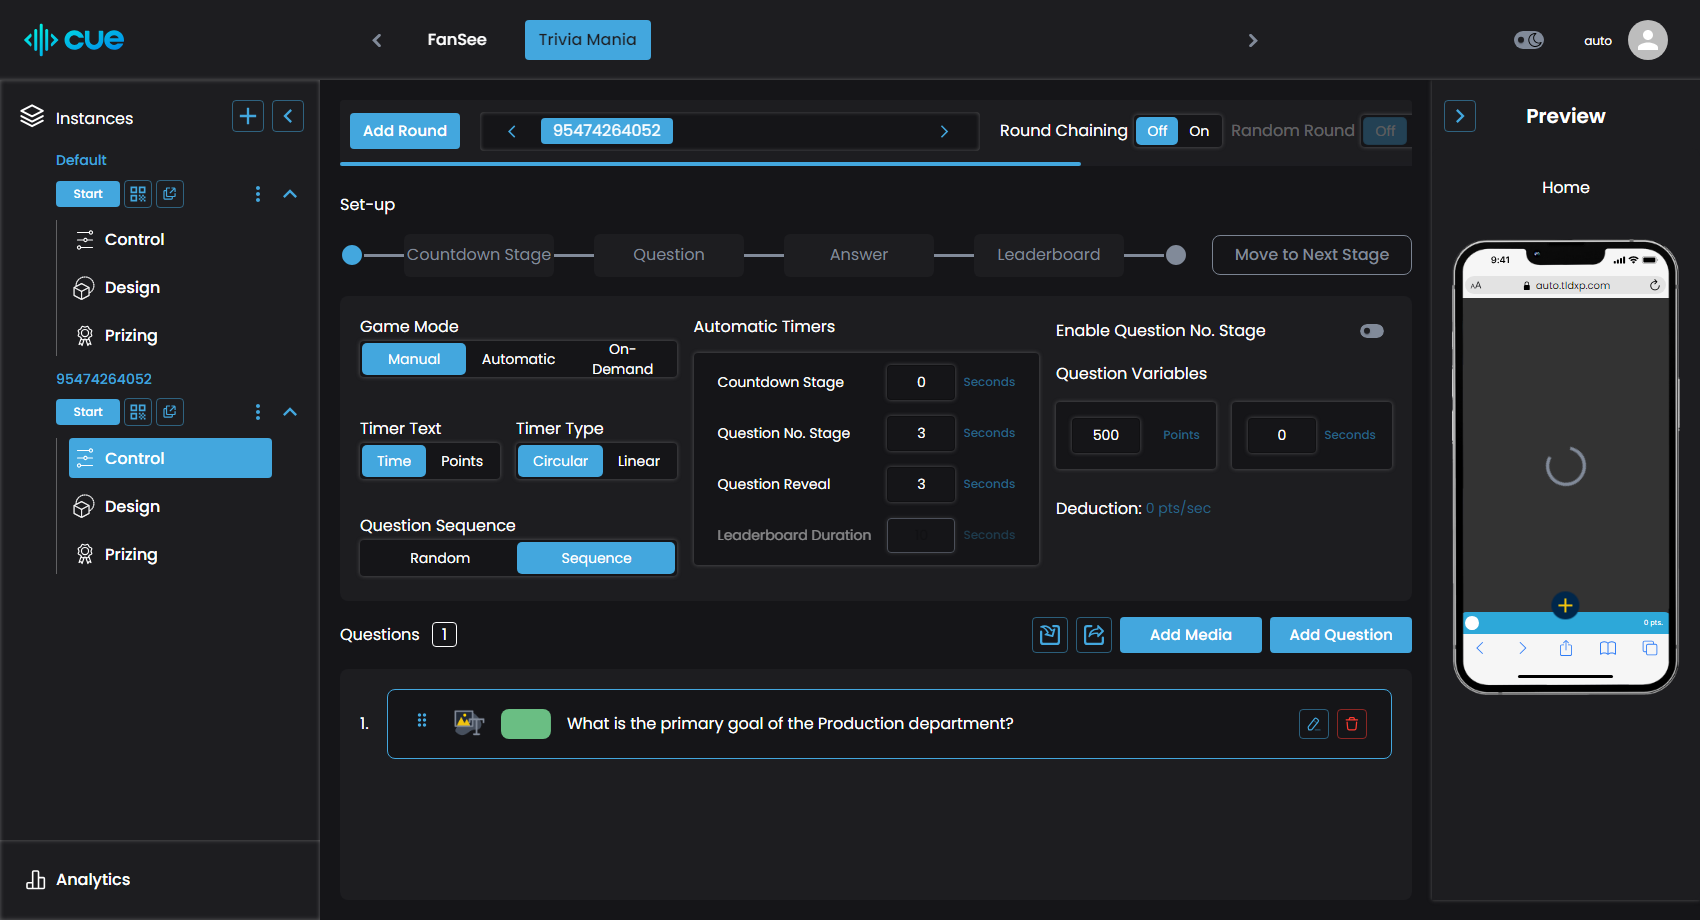 cue
FanSee
Trivia Mania
auto
Instances
Default
Start
Control
Design
Prizing
95474264052
Start
Control
Design
Prizing
Analytics
Add Round
95474264052
Round Chaining
Off
On
Random Round
Off
Set-up
Countdown Stage
Question
Answer
Leaderboard
Move to Next Stage
Game Mode
Manual
Automatic
On-
Demand
Timer Text
Time
Points
Timer Type
Circular
Linear
Question Sequence
Random
Sequence
Automatic Timers
Countdown Stage
0
Seconds
Question No. Stage
3
Seconds
Question Reveal
3
Seconds
Leaderboard Duration
Seconds
Enable Question No. Stage
Question Variables
500
Points
0
Seconds
Deduction: 0 pts/sec
Questions
1
Add Media
Add Question
1.
What is the primary goal of the Production department?
Preview
Home
9:41
AA
auto.tldxp.com
0 pts.